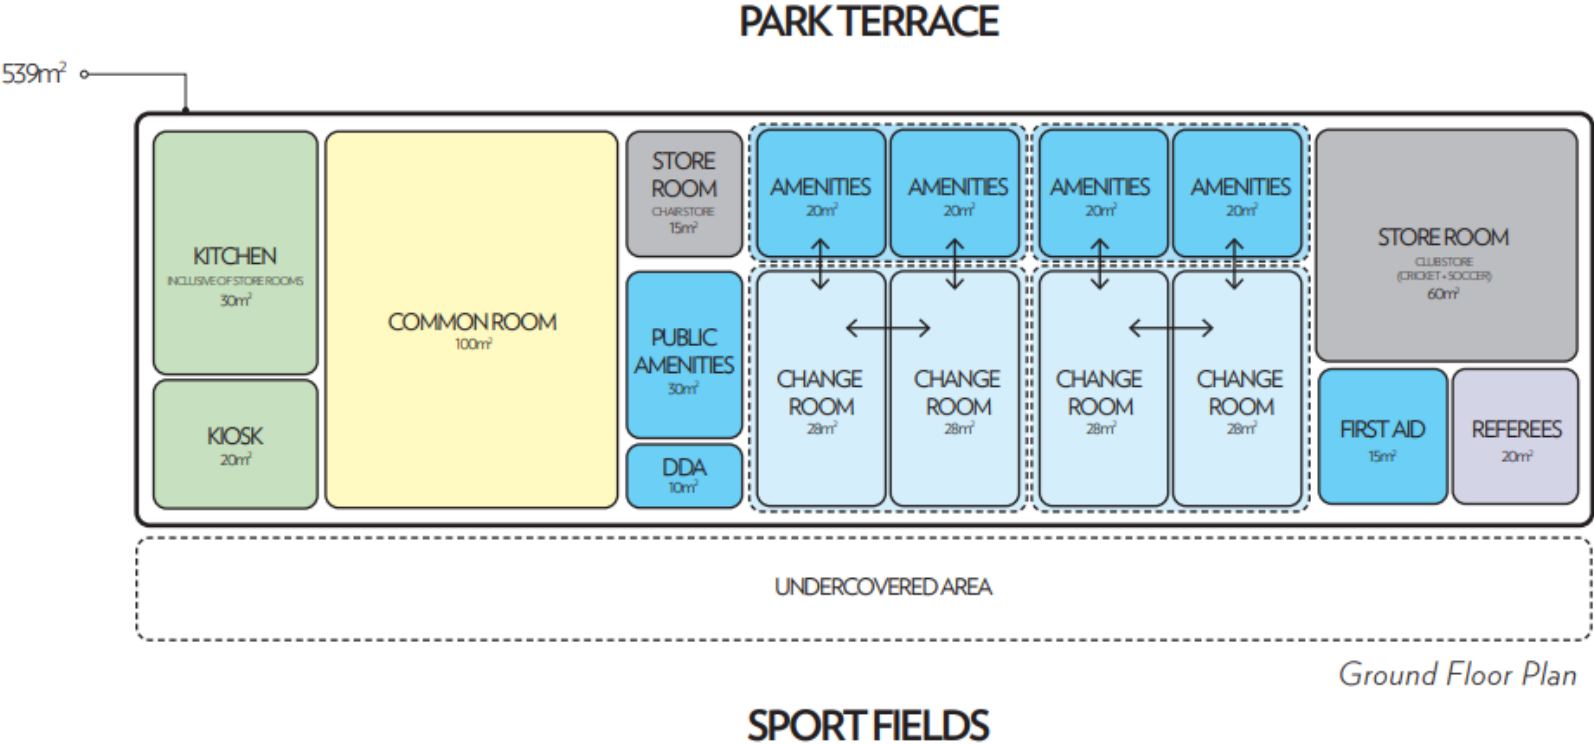 PARK TERRACE
539m²
KITCHEN
INCLUSIVE OF STORE ROOMS
30m²
KIOSK
20m²
COMMON ROOM
100m²
STORE
ROOM
CHAIR STORE
15m²
PUBLIC
AMENITIES
30m²
DDA
10m²
AMENITIES
20m²
AMENITIES
20m²
AMENITIES
20m²
AMENITIES
20m²
CHANGE
ROOM
28m²
CHANGE
ROOM
28m²
CHANGE
ROOM
28m²
CHANGE
ROOM
28m²
STORE ROOM
CLUB STORE
(CRICKET + SOCCER)
60m²
FIRST AID
15m²
REFEREES
20m²
UNDERCOVERED AREA
Ground Floor Plan
SPORT FIELDS